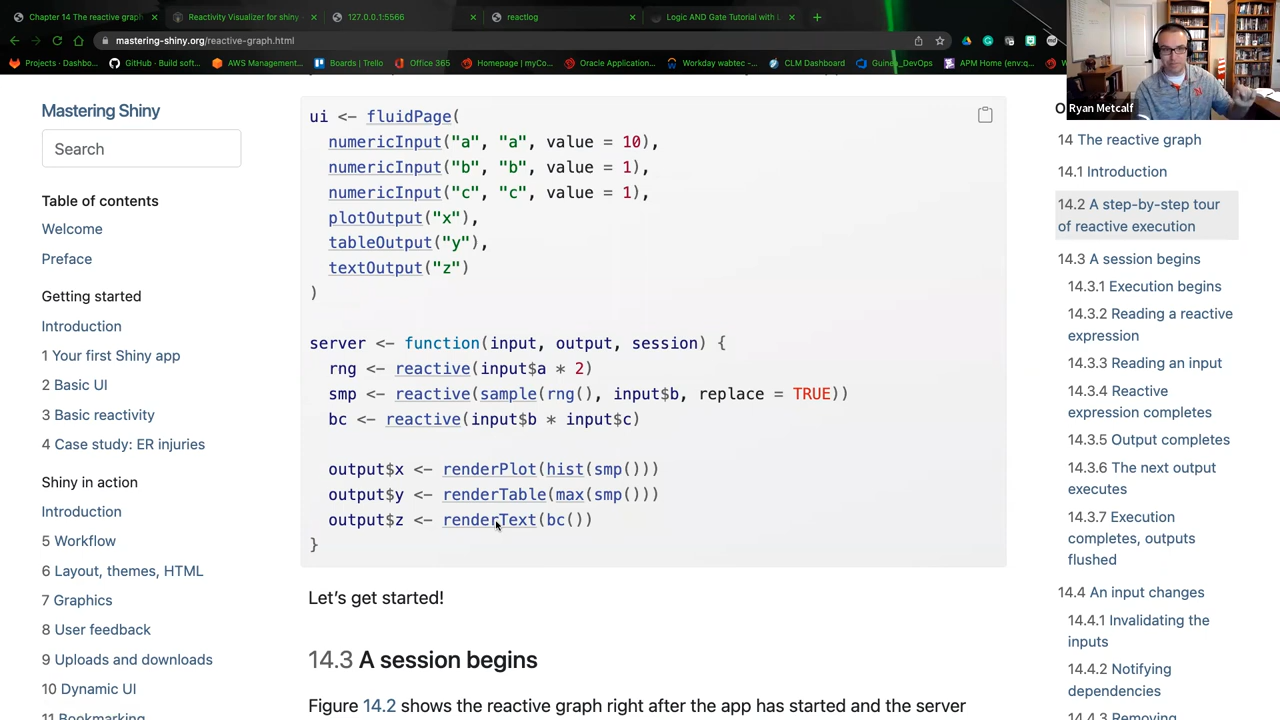 Chapter 14 The reactive graph
Reactivity Visualizer for shiny
127.0.0.1:5566
reactlog
Logic AND Gate Tutorial with L
mastering-shiny.org/reactive-graph.html
Projects - Dashbo...
GitHub · Build soft...
AWS Management...
Boards | Trello
Office 365
Homepage | myCo...
Oracle Application...
Workday wabtec -...
CLM Dashboard
Guinea_DevOps
APM Home (env:q...
Ryan Metcalf
Mastering Shiny
Search
Table of contents
Welcome
Preface
Getting started
Introduction
1 Your first Shiny app
2 Basic UI
3 Basic reactivity
4 Case study: ER injuries
Shiny in action
Introduction
5 Workflow
6 Layout, themes, HTML
7 Graphics
8 User feedback
9 Uploads and downloads
10 Dynamic UI
11 Bookmarking
ui <- fluidPage(
numericInput("a", "a", value = 10),
numericInput("b", "b", value = 1),
numericInput("c", "c", value = 1),
plotOutput("x"),
tableOutput("y"),
textOutput("z")
)
server <- function(input, output, session) {
rng <- reactive(input$a * 2)
smp <- reactive(sample(rng(), input$b, replace = TRUE))
bc <- reactive(input$b * input$c)
output$x <- renderPlot(hist(smp()))
output$y <- renderTable(max(smp()))
output$z <- renderText(bc())
}
Let's get started!
14.3 A session begins
Figure 14.2 shows the reactive graph right after the app has started and the server
14 The reactive graph
14.1 Introduction
14.2 A step-by-step tour
of reactive execution
14.3 A session begins
14.3.1 Execution begins
14.3.2 Reading a reactive
expression
14.3.3 Reading an input
14.3.4 Reactive
expression completes
14.3.5 Output completes
14.3.6 The next output
executes
14.3.7 Execution
completes, outputs
flushed
14.4 An input changes
14.4.1 Invalidating the
inputs
14.4.2 Notifying
dependencies
14.4.3 Removing